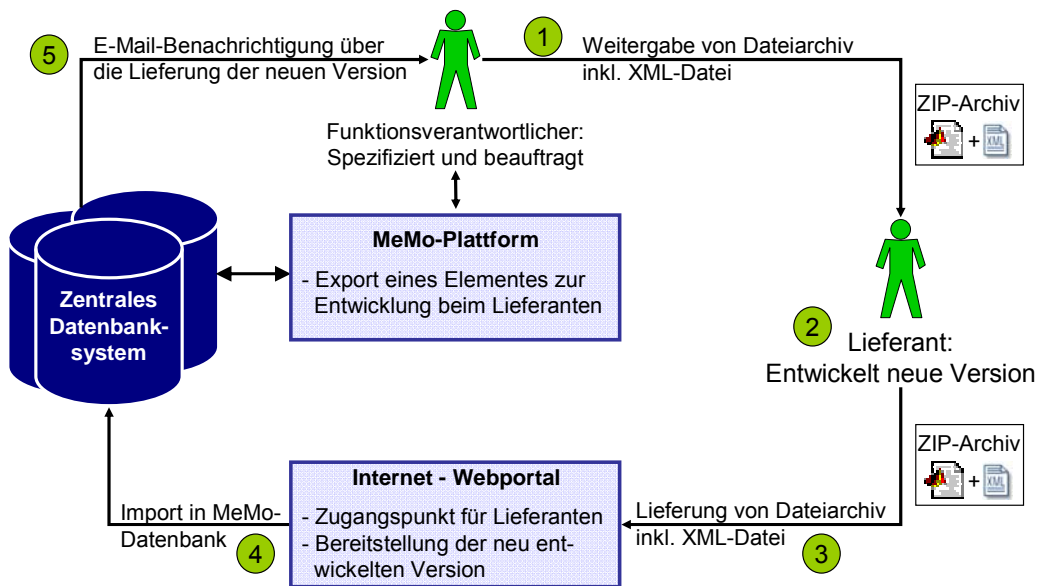 5
E-Mail-Benachrichtigung über
die Lieferung der neuen Version
1
Weitergabe von Dateiarchiv
inkl. XML-Datei
ZIP-Archiv
+ XML
Funktionsverantwortlicher:
Spezifiziert und beauftragt
MeMo-Plattform
- Export eines Elementes zur
Entwicklung beim Lieferanten
Zentrales
Datenbank-
system
2
Lieferant:
Entwickelt neue Version
ZIP-Archiv
+ XML
Internet - Webportal
- Zugangspunkt für Lieferanten
- Bereitstellung der neu ent-
wickelten Version
Lieferung von Dateiarchiv
inkl. XML-Datei
3
Import in MeMo-
Datenbank
4